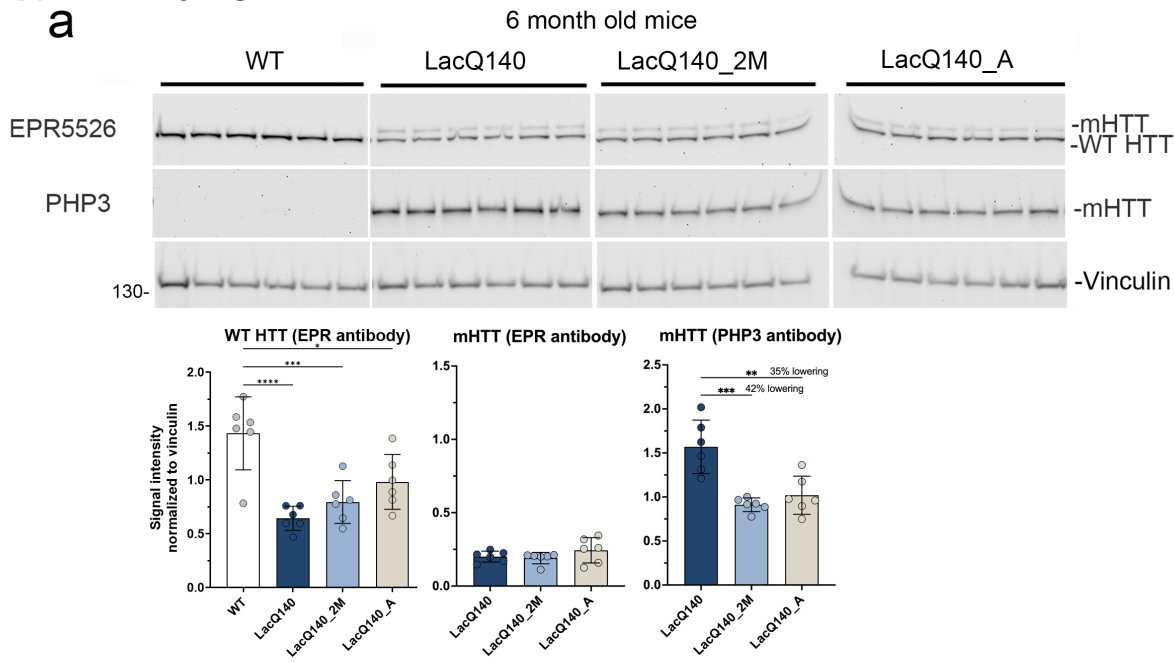 a
6 month old mice
WT LacQ140 LacQ140_2M LacQ140_A
EPR5526
-mHTT
-WT HTT
PHP3
-mHTT
130-
-Vinculin
WT HTT (EPR antibody)
*
***
****
Signal intensity
normalized to vinculin
2.0
1.5
1.0
0.5
0.0
WT
LacQ140
LacQ140_2M
LacQ140_A
mHTT (EPR antibody)
1.5
1.0
0.5
0.0
LacQ140
LacQ140_2M
LacQ140_A
mHTT (PHP3 antibody)
** 35% lowering
*** 42% lowering
2.5
2.0
1.5
1.0
0.5
0.0
LacQ140
LacQ140_2M
LacQ140_A